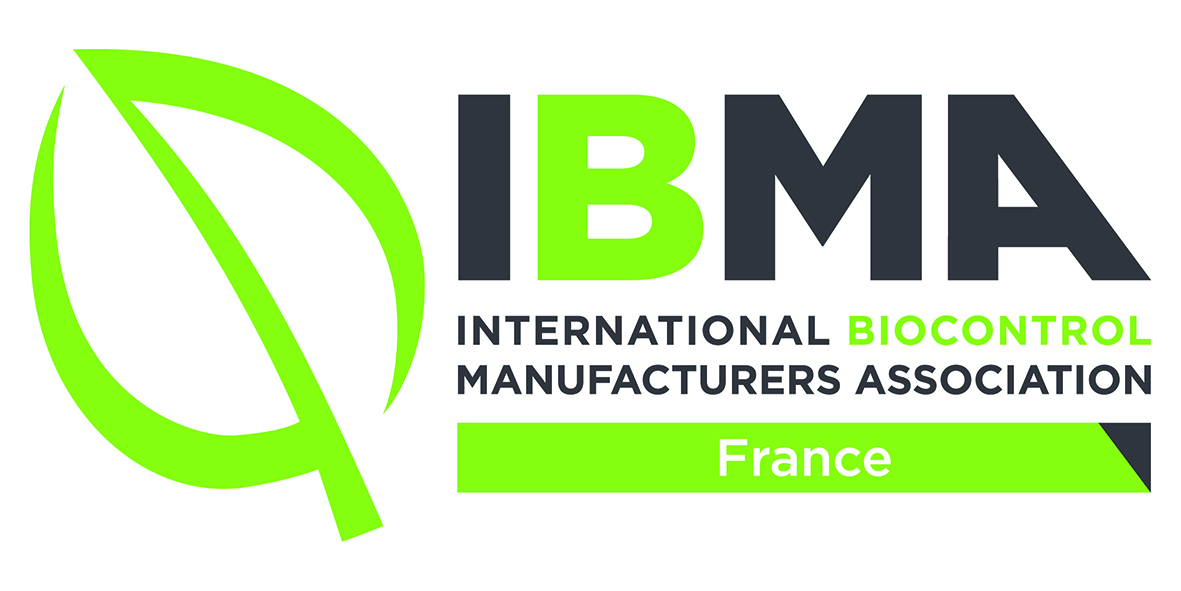 IBMA
INTERNATIONAL BIOCONTROL
MANUFACTURERS ASSOCIATION
France